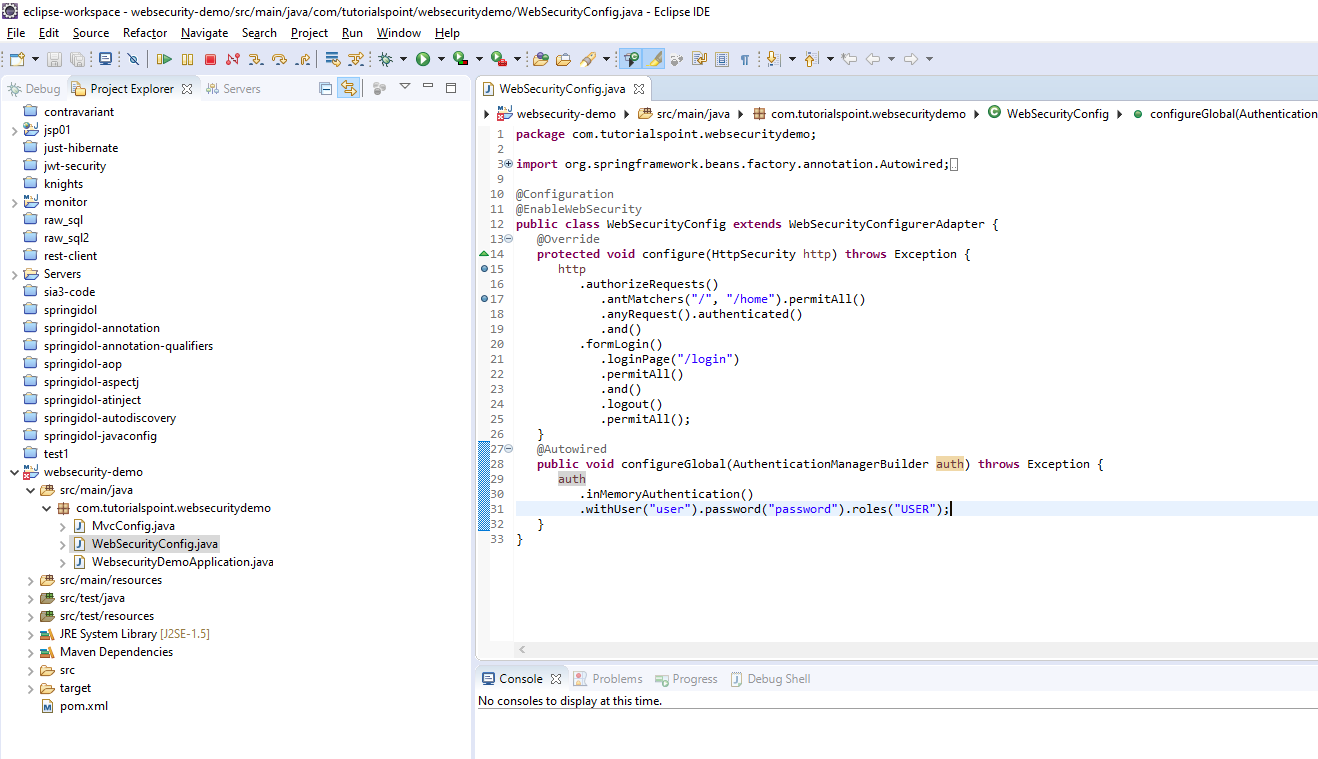 eclipse-workspace - websecurity-demo/src/main/java/com/tutorialspoint/websecuritydemo/WebSecurityConfig.java - Eclipse IDE
File Edit Source Refactor Navigate Search Project Run Window Help
Debug Project Explorer Servers
contravariant
jsp01
just-hibernate
jwt-security
knights
monitor
raw_sql
raw_sql2
rest-client
Servers
sia3-code
springidol
springidol-annotation
springidol-annotation-qualifiers
springidol-aop
springidol-aspectj
springidol-atinject
springidol-autodiscovery
springidol-javaconfig
test1
websecurity-demo
src/main/java
com.tutorialspoint.websecuritydemo
MvcConfig.java
WebSecurityConfig.java
WebsecurityDemoApplication.java
src/main/resources
src/test/java
src/test/resources
JRE System Library [J2SE-1.5]
Maven Dependencies
src
target
pom.xml
WebSecurityConfig.java
websecurity-demo src/main/java com.tutorialspoint.websecuritydemo WebSecurityConfig configureGlobal(Authentication
1 package com.tutorialspoint.websecuritydemo;
2
3 import org.springframework.beans.factory.annotation.Autowired;
9
10 @Configuration
11 @EnableWebSecurity
12 public class WebSecurityConfig extends WebSecurityConfigurerAdapter {
13 @Override
14 protected void configure(HttpSecurity http) throws Exception {
15 http
16 .authorizeRequests()
17 .antMatchers("/", "/home").permitAll()
18 .anyRequest().authenticated()
19 .and()
20 .formLogin()
21 .loginPage("/login")
22 .permitAll()
23 .and()
24 .logout()
25 .permitAll();
26 }
27 @Autowired
28 public void configureGlobal(AuthenticationManagerBuilder auth) throws Exception {
29 auth
30 .inMemoryAuthentication()
31 .withUser("user").password("password").roles("USER");
32 }
33 }
Console Problems Progress Debug Shell
No consoles to display at this time.